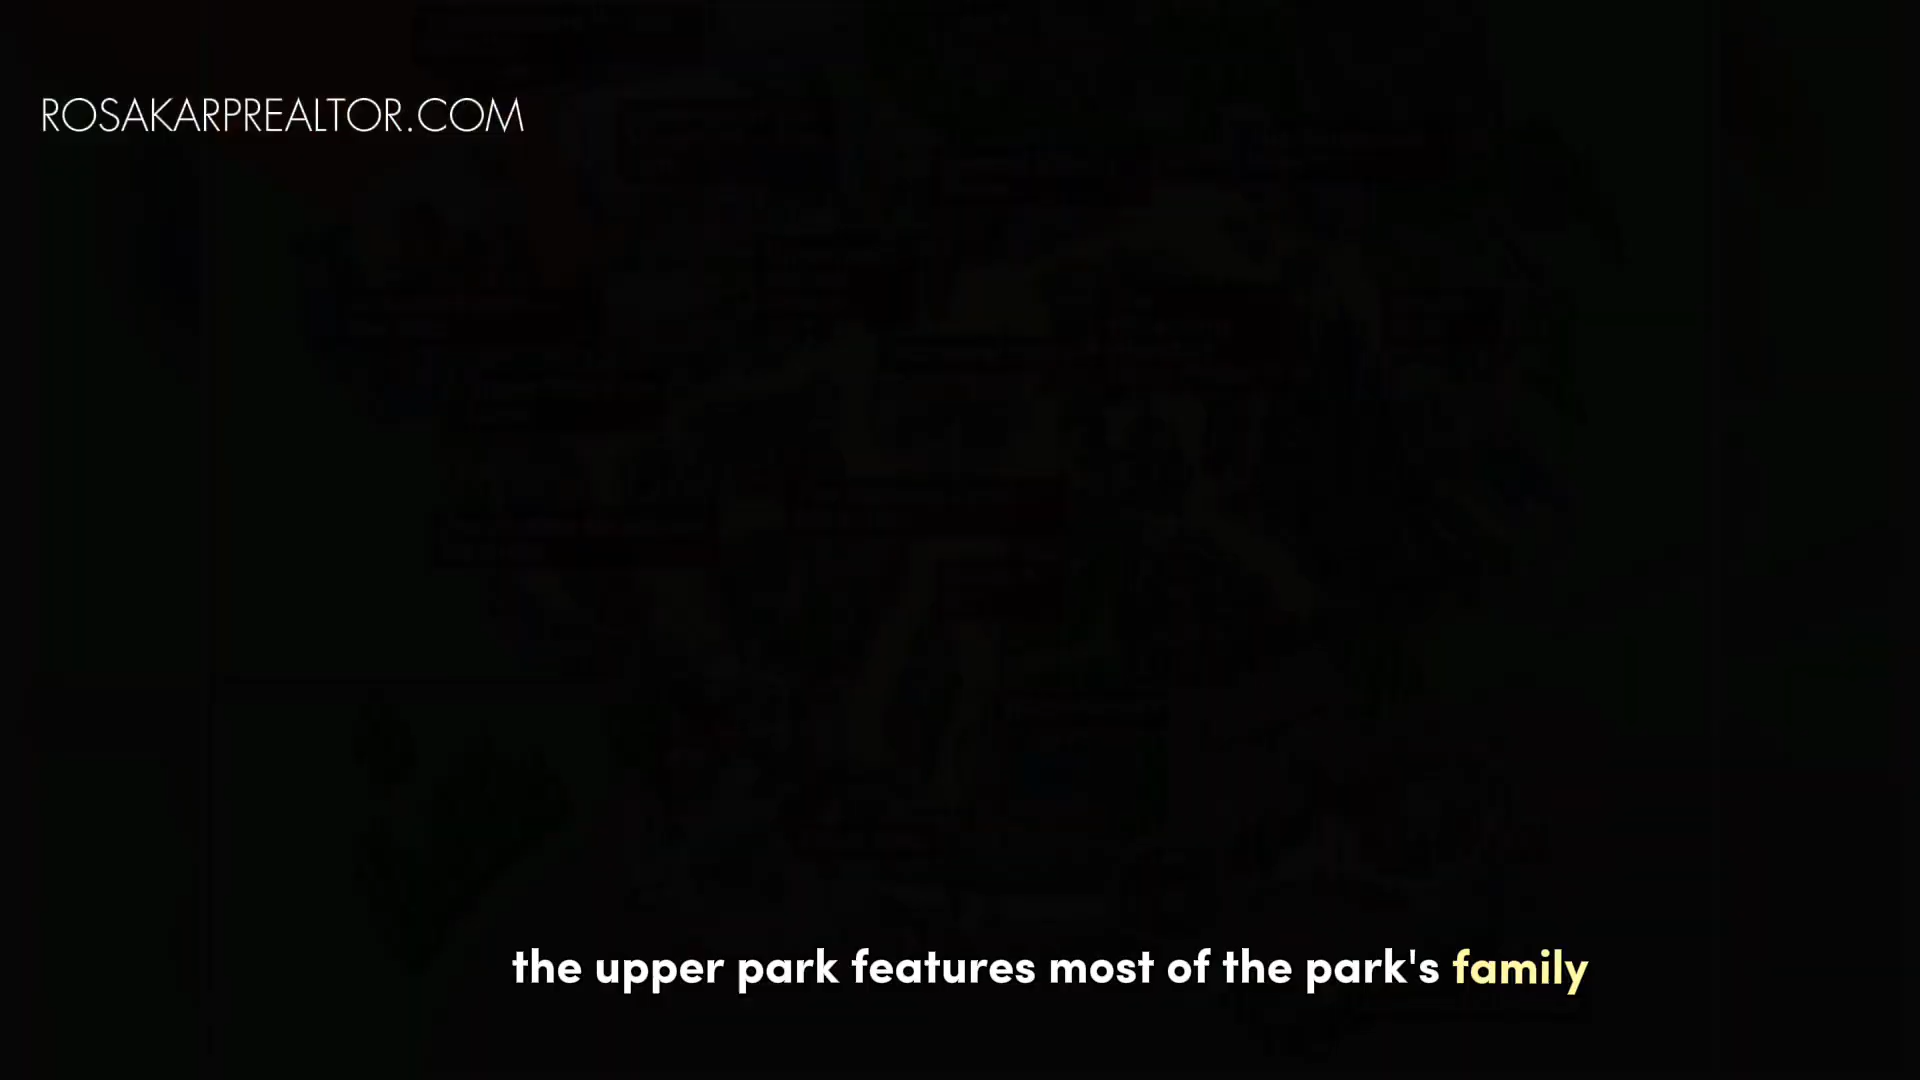 ROSAKARPREALTOR.COM
the upper park features most of the park's family